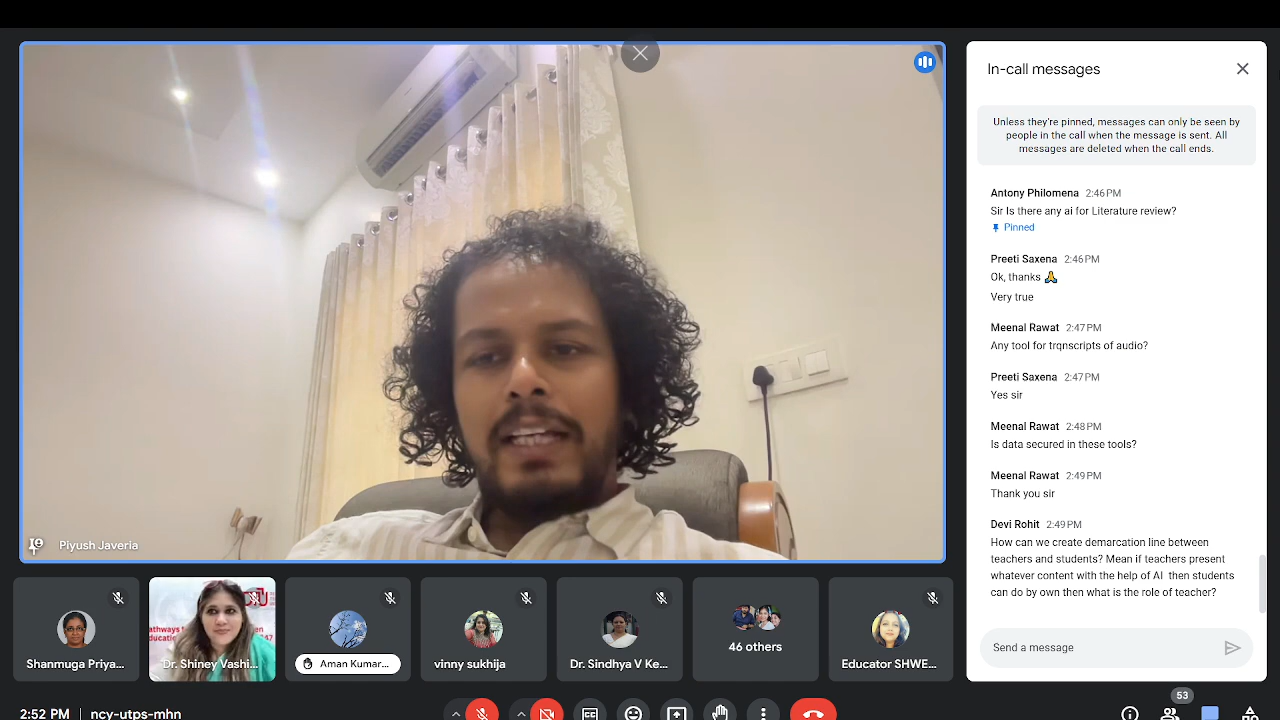 In-call messages
Unless they're pinned, messages can only be seen by
people in the call when the message is sent. All
messages are deleted when the call ends.
Antony Philomena 2:46 PM
Sir Is there any ai for Literature review?
Pinned
Preeti Saxena 2:46 PM
Ok, thanks 🙏
Very true
Meenal Rawat 2:47 PM
Any tool for trqnscripts of audio?
Preeti Saxena 2:47 PM
Yes sir
Meenal Rawat 2:48 PM
Is data secured in these tools?
Meenal Rawat 2:49 PM
Thank you sir
Devi Rohit 2:49 PM
How can we create demarcation line between
teachers and students? Mean if teachers present
whatever content with the help of AI then students
can do by own then what is the role of teacher?
Send a message
Piyush Javeria
Shanmuga Priya...
Dr. Shiney Vashi...
Aman Kumar...
vinny sukhija
Dr. Sindhya V Ke...
46 others
Educator SHWE...
2:52 PM | ncy-utps-mhn
53